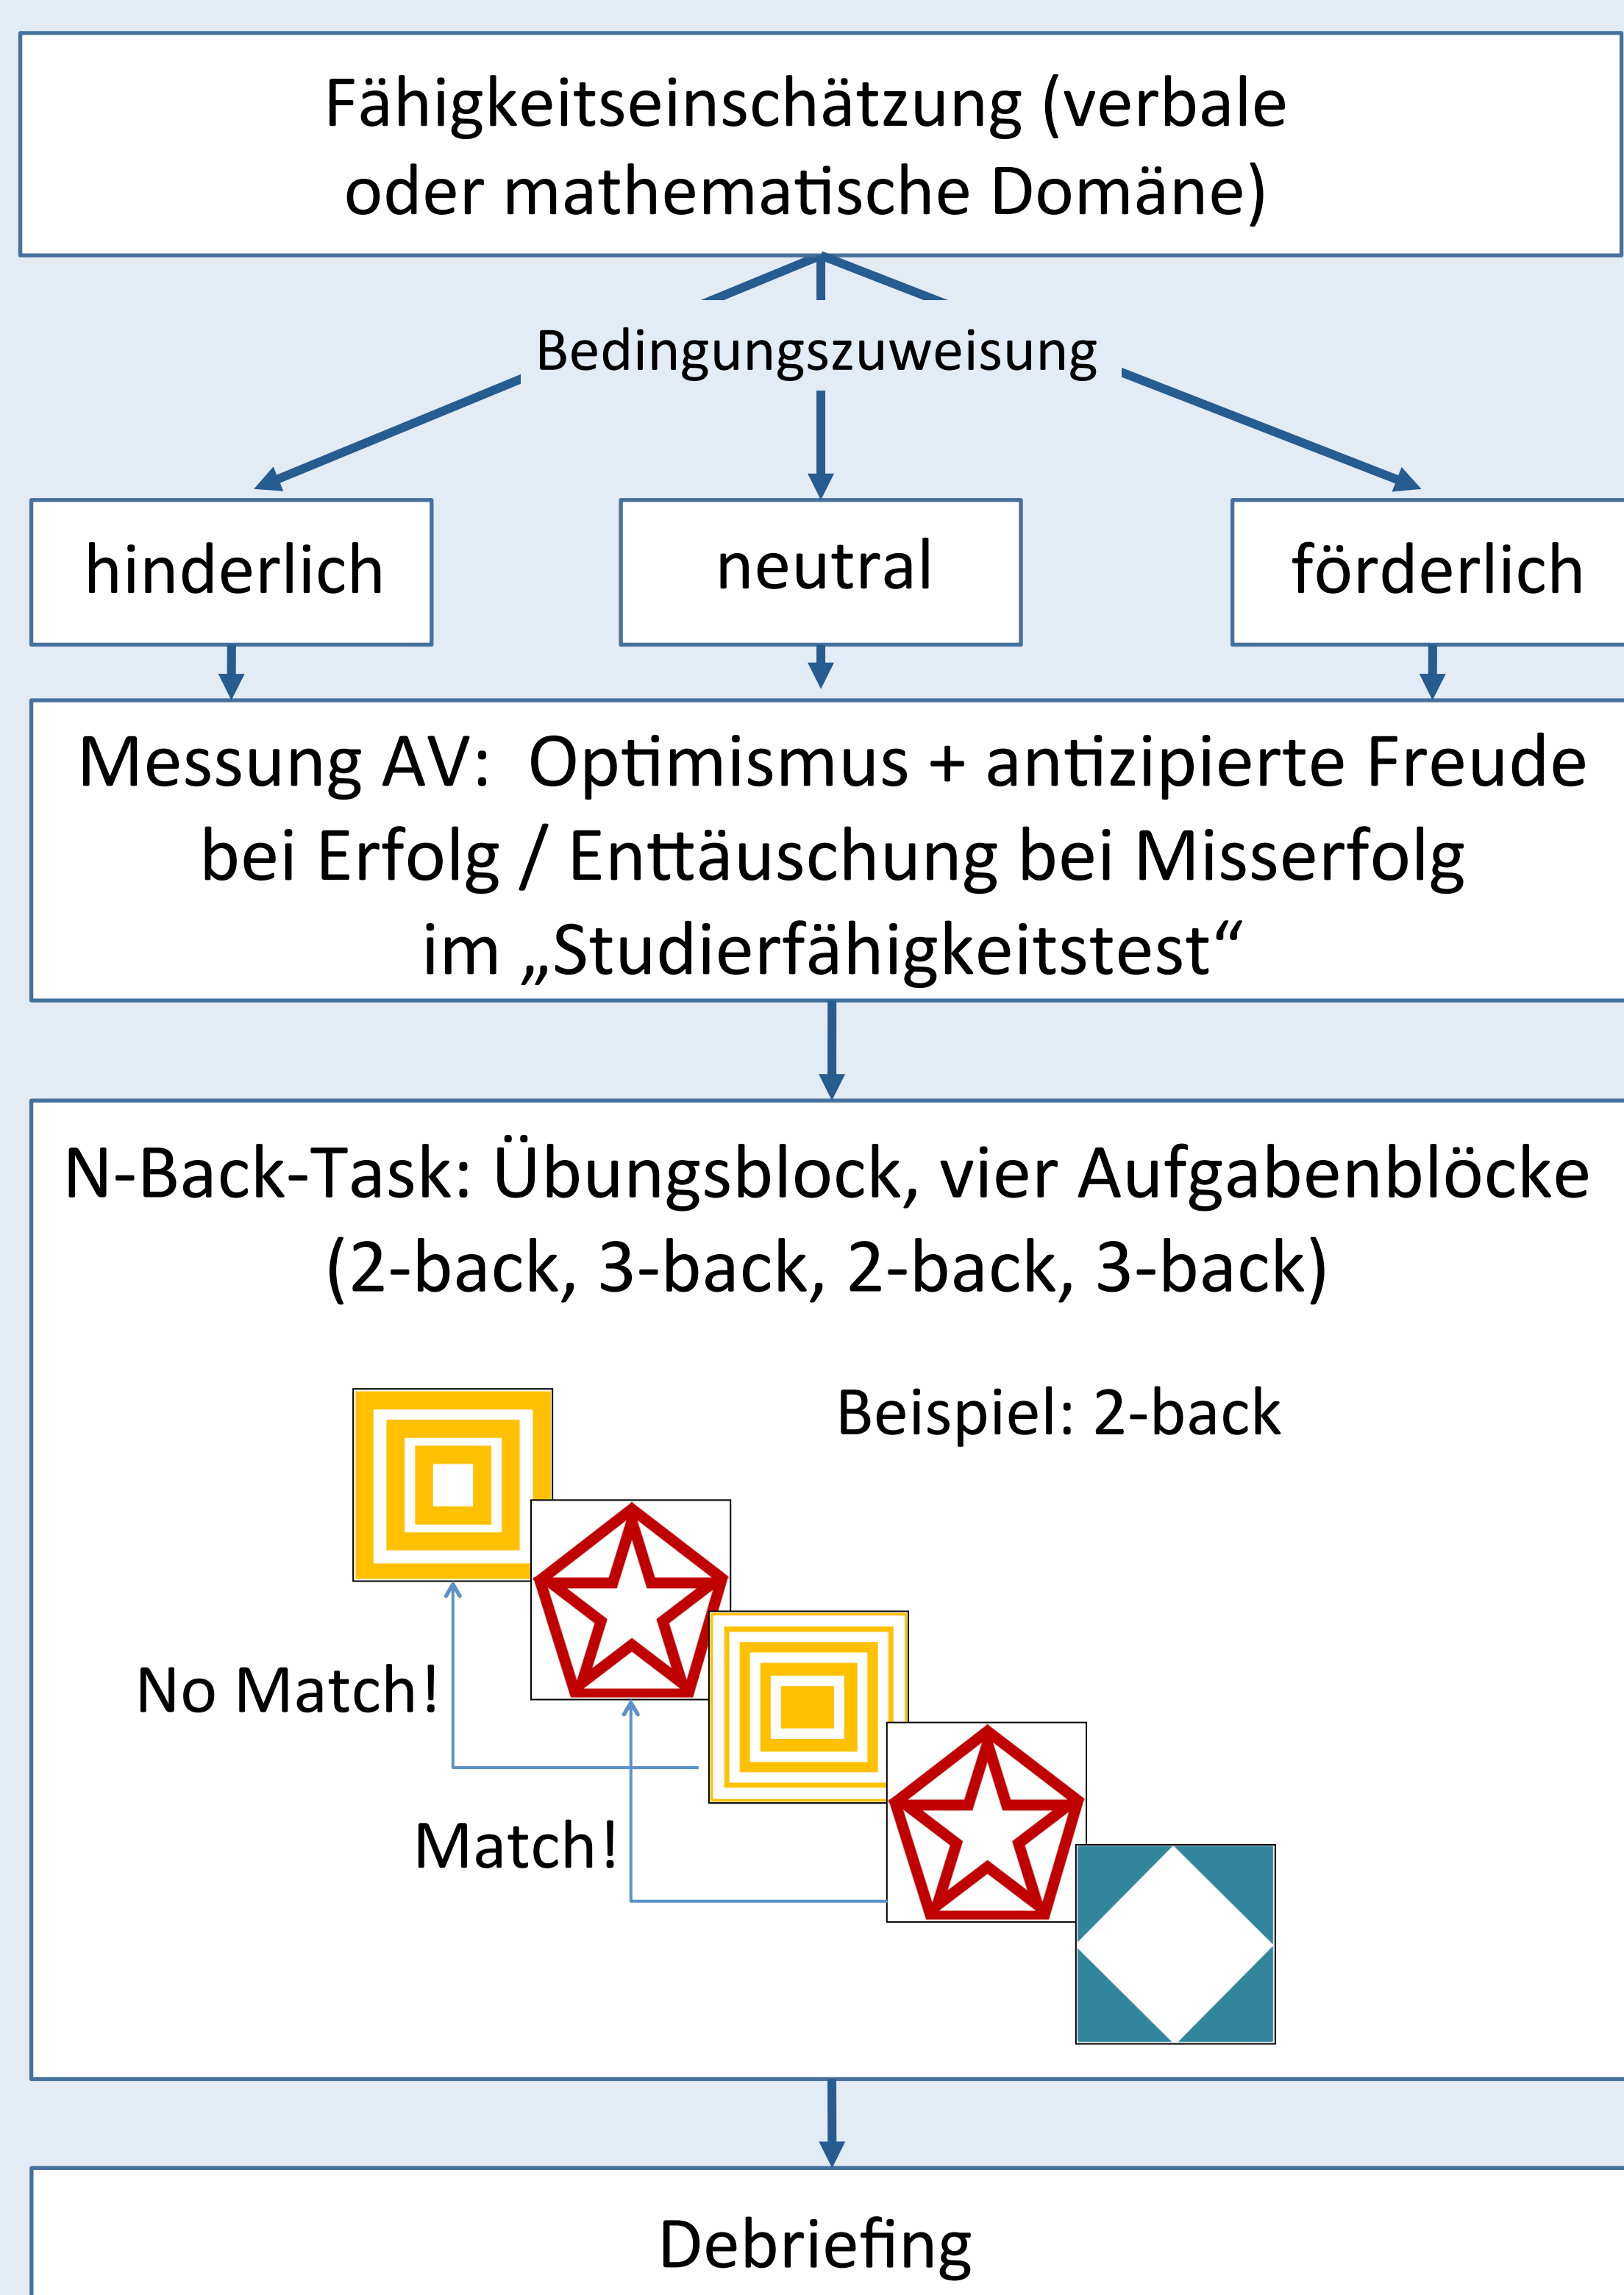 Fähigkeitseinschätzung (verbale
oder mathematische Domäne)
Bedingungszuweisung
hinderlich
neutral
förderlich
Messung AV: Optimismus + antizipierte Freude
bei Erfolg / Enttäuschung bei Misserfolg
im „Studierfähigkeitstest“
N-Back-Task: Übungsblock, vier Aufgabenblöcke
(2-back, 3-back, 2-back, 3-back)
Beispiel: 2-back
No Match!
Match!
Debriefing